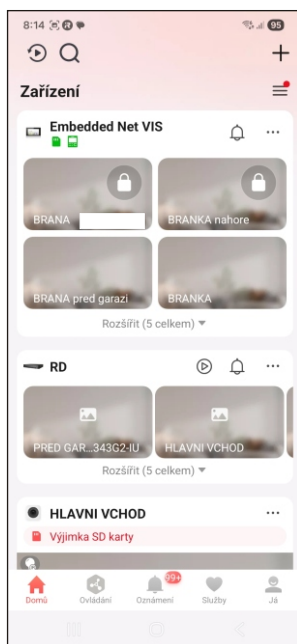 8:14
95
Zařízení
Embedded Net VIS
BRANA
BRANKA nahore
BRANA pred garazi
BRANKA
Rozšířit (5 celkem)
RD
PRED GAR...343G2-IU
HLAVNI VCHOD
Rozšířit (5 celkem)
HLAVNI VCHOD
Výjimka SD karty
99+
Domů
Ovládání
Oznámení
Služby
Já